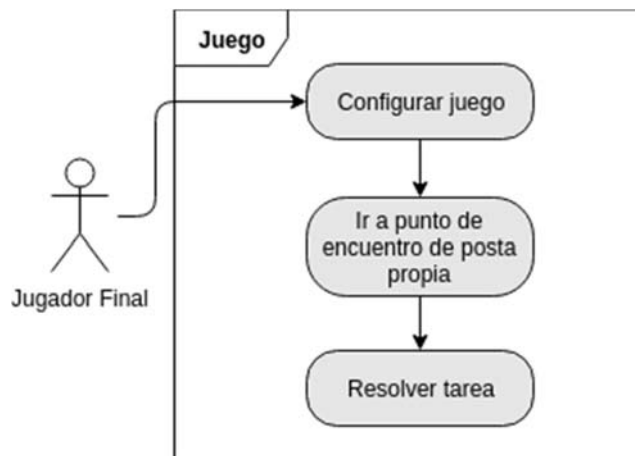 Juego
Configurar juego
Ir a punto de
encuentro de posta
propia
Jugador Final
Resolver tarea